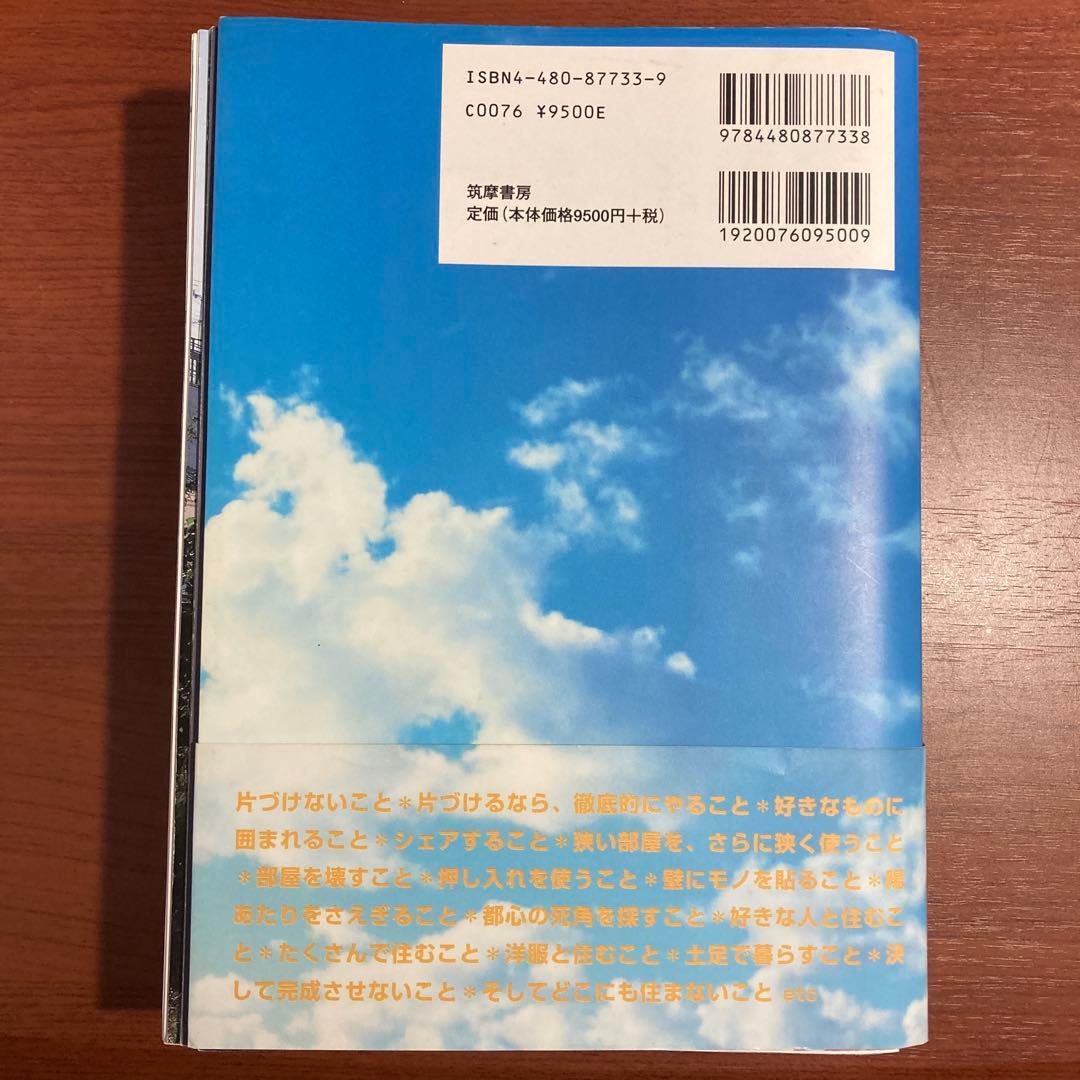 ISBN4-480-87733-9
C0076 ¥9500E
9784480877338
筑摩書房
定価(本体価格9500円+税)
1920076095009
片づけないこと＊片づけるなら、徹底的にやること＊好きなものに
囲まれること＊シェアすること＊狭い部屋を、さらに狭く使うこと
＊部屋を壊すこと＊押し入れを使うこと＊壁にモノを貼ること＊陽
あたりをさえぎること＊都心の死角を探すこと＊好きな人と住むこ
と＊たくさんで住むこと＊洋服と住むこと＊土足で暮らすこと＊決
して完成させないこと＊そしてどこにも住まないこと etc